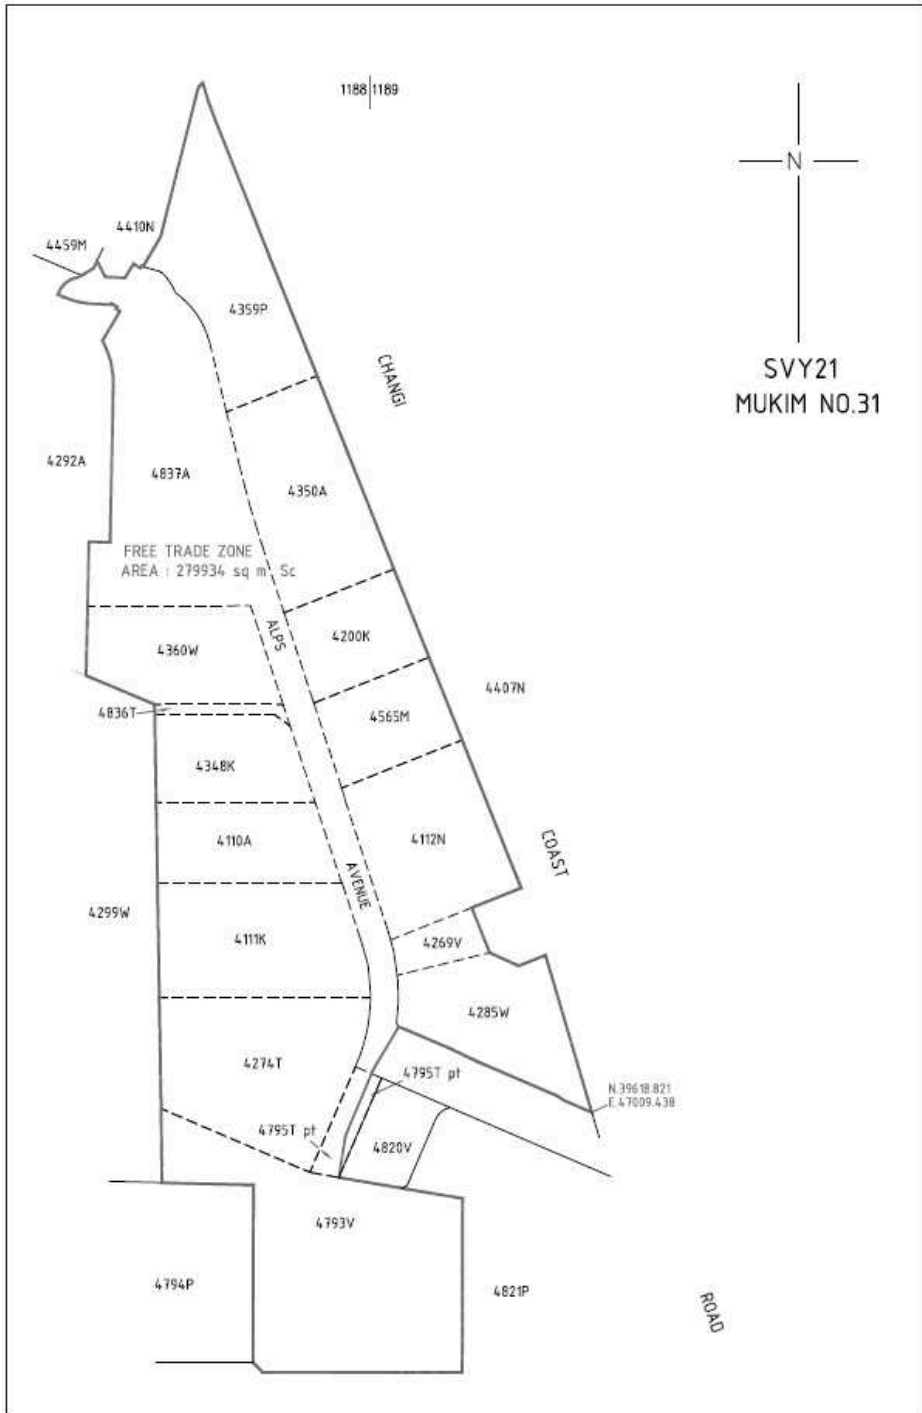 1188 1189
N
4410N
4459M
4359P
CHANGI
SVY21
MUKIM NO.31
4292A
4837A
4350A
FREE TRADE ZONE
AREA : 279934 sq m Sc
ALPS
4200K
4360W
4407N
4836T
4565M
4348K
4110A
4112N
COAST
AVENUE
4299W
4111K
4269V
4285W
4274T
4795T pt
N.39618.821
E.47009.438
4795T pt
4820V
4793V
4794P
4821P
ROAD